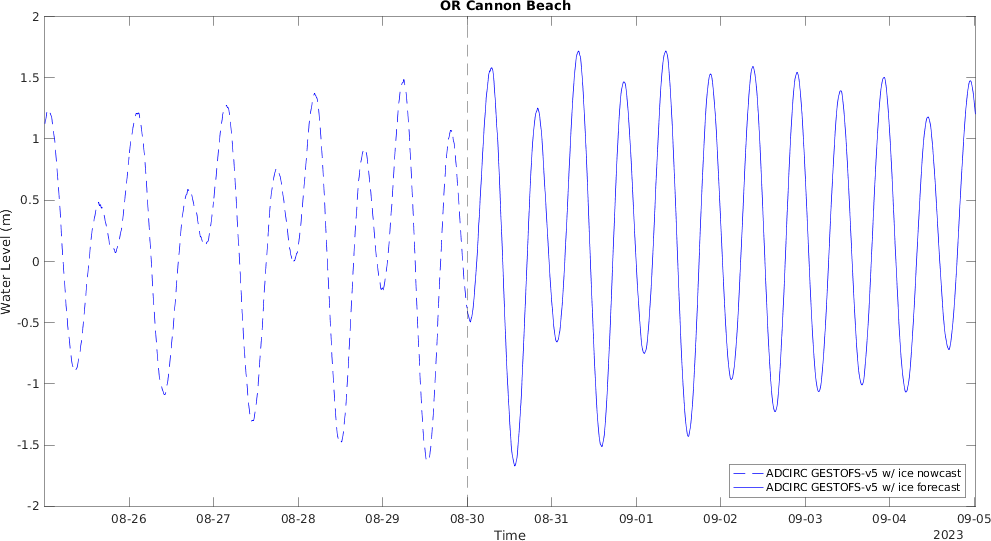 OR Cannon Beach
2
1.5
1
0.5
0
-0.5
-1
-1.5
-2
Water Level (m)
ADCIRC GESTOFS-v5 w/ ice nowcast
ADCIRC GESTOFS-v5 w/ ice forecast
08-26 08-27 08-28 08-29 08-30 08-31 09-01 09-02 09-03 09-04 09-05
Time
2023